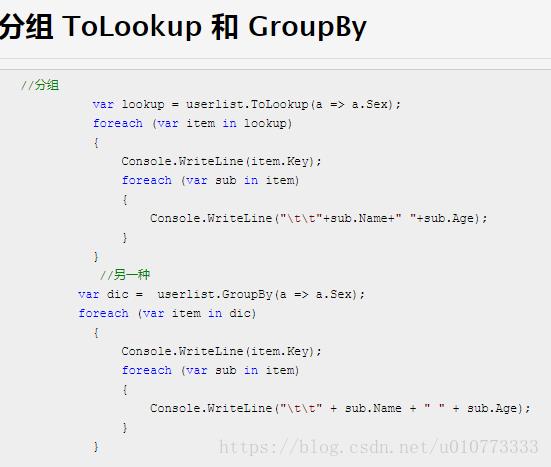 分组 ToLookup 和 GroupBy
//分组
var lookup = userlist.ToLookup(a => a.Sex);
foreach (var item in lookup)
{
Console.WriteLine(item.Key);
foreach (var sub in item)
{
Console.WriteLine("\t\t"+sub.Name+" "+sub.Age);
}
}
//另一种
var dic =  userlist.GroupBy(a => a.Sex);
foreach (var item in dic)
{
Console.WriteLine(item.Key);
foreach (var sub in item)
{
Console.WriteLine("\t\t" + sub.Name + " " + sub.Age);
}
}
https://blog.csdn.net/u010773333